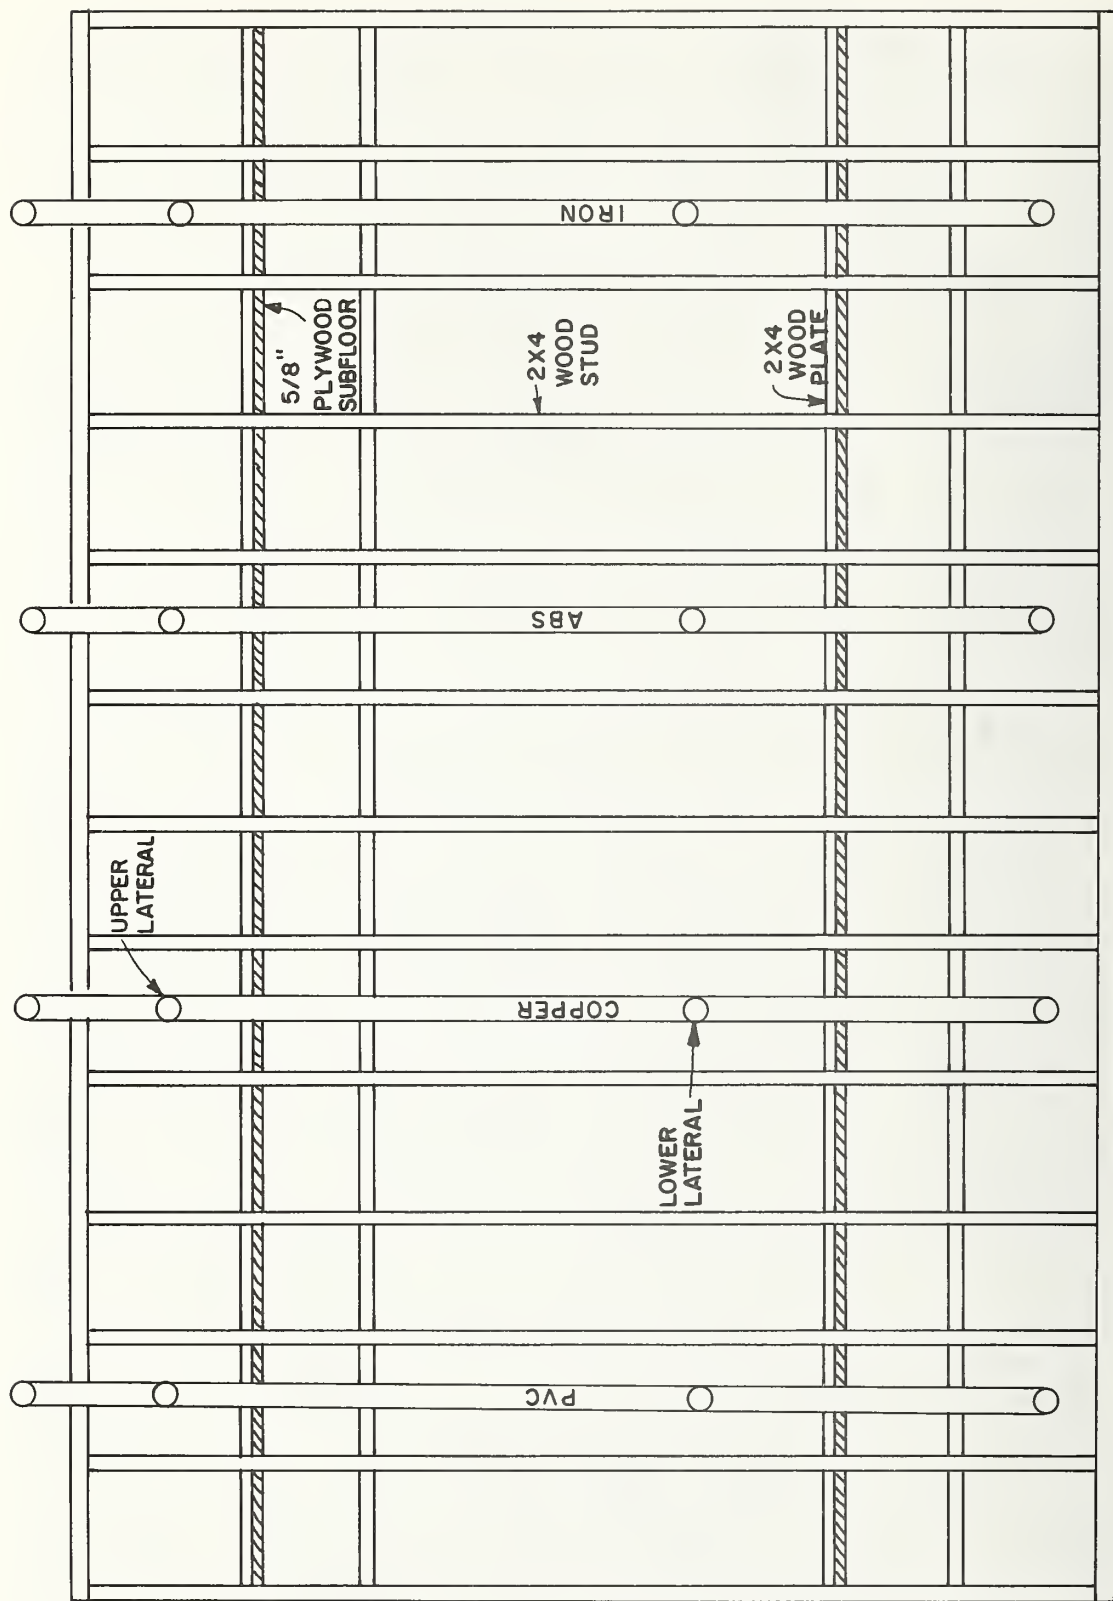 IRON
5/8"
PLYWOOD
SUBFLOOR
2X4
WOOD
STUD
2X4
WOOD
PLATE
ABS
UPPER
LATERAL
COPPER
LOWER
LATERAL
PVC